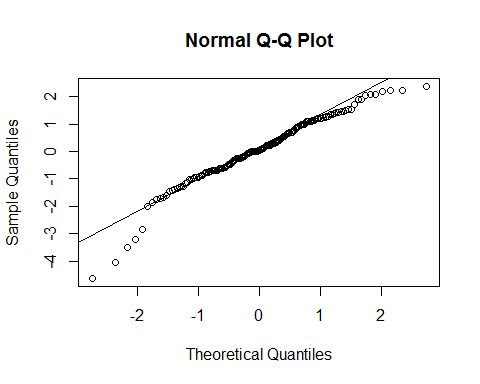 Normal Q-Q Plot
Sample Quantiles
2
1
0
-1
-2
-3
-4
-2 -1 0 1 2
Theoretical Quantiles